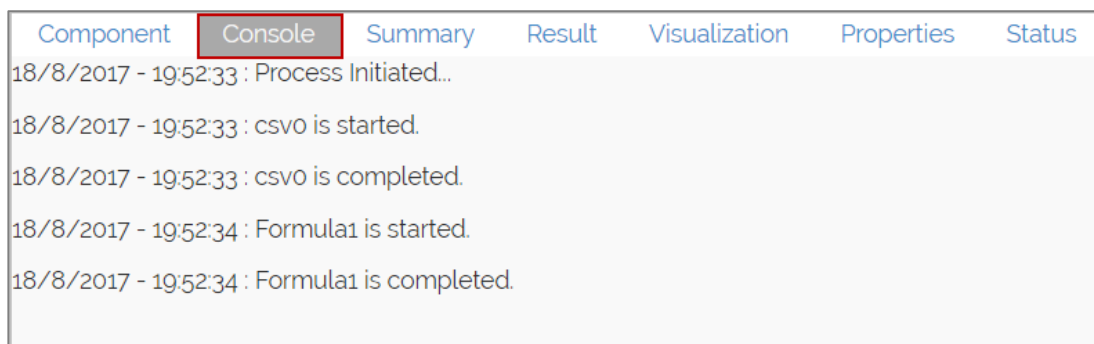 Component Console Summary Result Visualization Properties Status
18/8/2017 - 19:52:33 : Process Initiated...
18/8/2017 - 19:52:33 : csv0 is started.
18/8/2017 - 19:52:33 : csv0 is completed.
18/8/2017 - 19:52:34 : Formula1 is started.
18/8/2017 - 19:52:34 : Formula1 is completed.